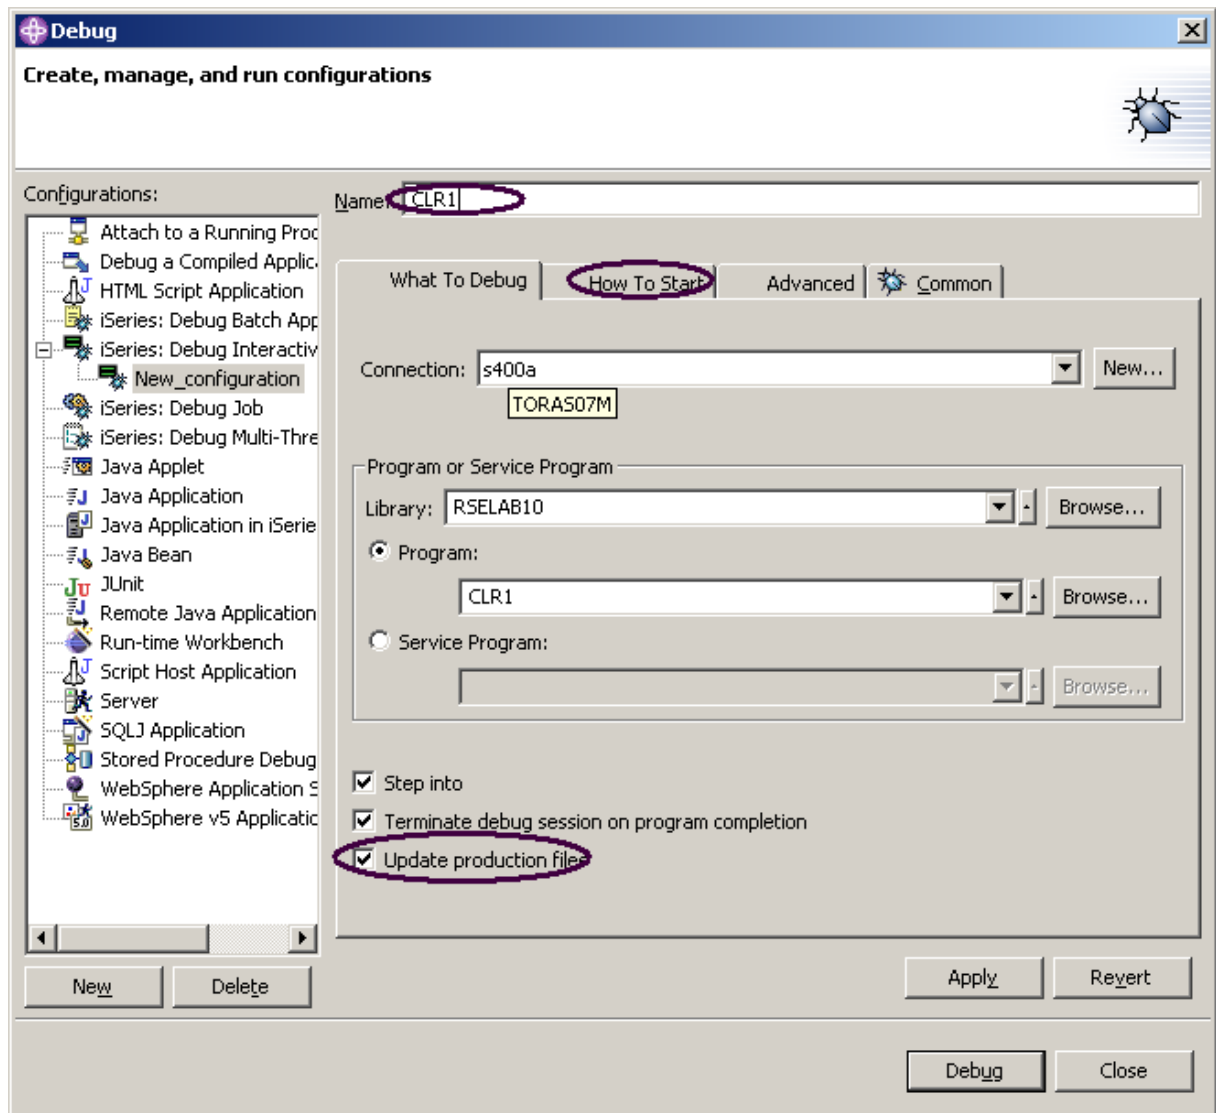 Debug
Create, manage, and run configurations
Configurations:
Attach to a Running Proc
Debug a Compiled Applic
HTML Script Application
iSeries: Debug Batch App
iSeries: Debug Interactiv
New_configuration
iSeries: Debug Job
iSeries: Debug Multi-Thre
Java Applet
Java Application
Java Application in iSerie
Java Bean
JUnit
Remote Java Application
Run-time Workbench
Script Host Application
Server
SQLJ Application
Stored Procedure Debug
WebSphere Application S
WebSphere v5 Applicatic
New Delete
Name: CLR1
What To Debug How To Start Advanced Common
Connection: s400a New...
TORAS07M
Program or Service Program
Library: RSELAB10 Browse...
Program:
CLR1 Browse...
Service Program:
Browse...
Step into
Terminate debug session on program completion
Update production files
Apply Revert
Debug Close